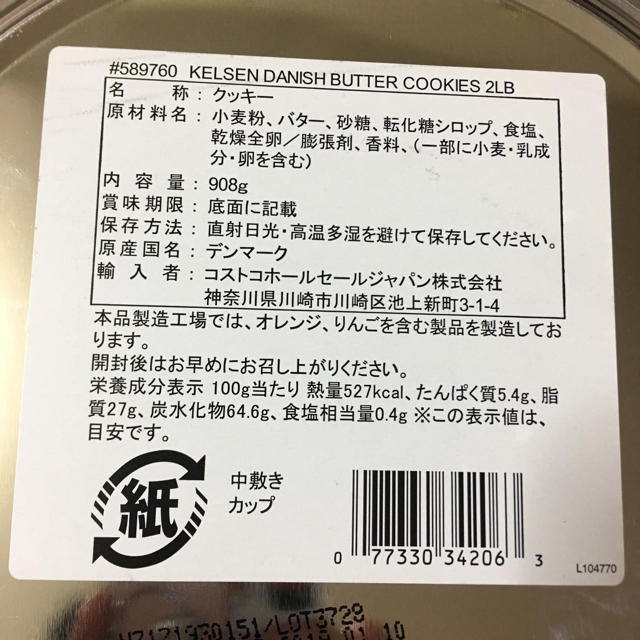 #589760 KELSEN DANISH BUTTER COOKIES 2LB
名　　称：クッキー
原材料名：小麦粉、バター、砂糖、転化糖シロップ、食塩、
乾燥全卵／膨張剤、香料、（一部に小麦・乳成
分・卵を含む）
内 容 量：908g
賞味期限：底面に記載
保存方法：直射日光・高温多湿を避けて保存してください。
原産国名：デンマーク
輸 入 者：コストコホールセールジャパン株式会社
神奈川県川崎市川崎区池上新町3-1-4
本品製造工場では、オレンジ、りんごを含む製品を製造してお
ります。
開封後はお早めにお召し上がりください。
栄養成分表示 100g当たり 熱量527kcal、たんぱく質5.4g、脂
質27g、炭水化物64.6g、食塩相当量0.4g ※この表示値は、
目安です。
紙
中敷き
カップ
0 77330 34206 3
L104770
/LOT3728